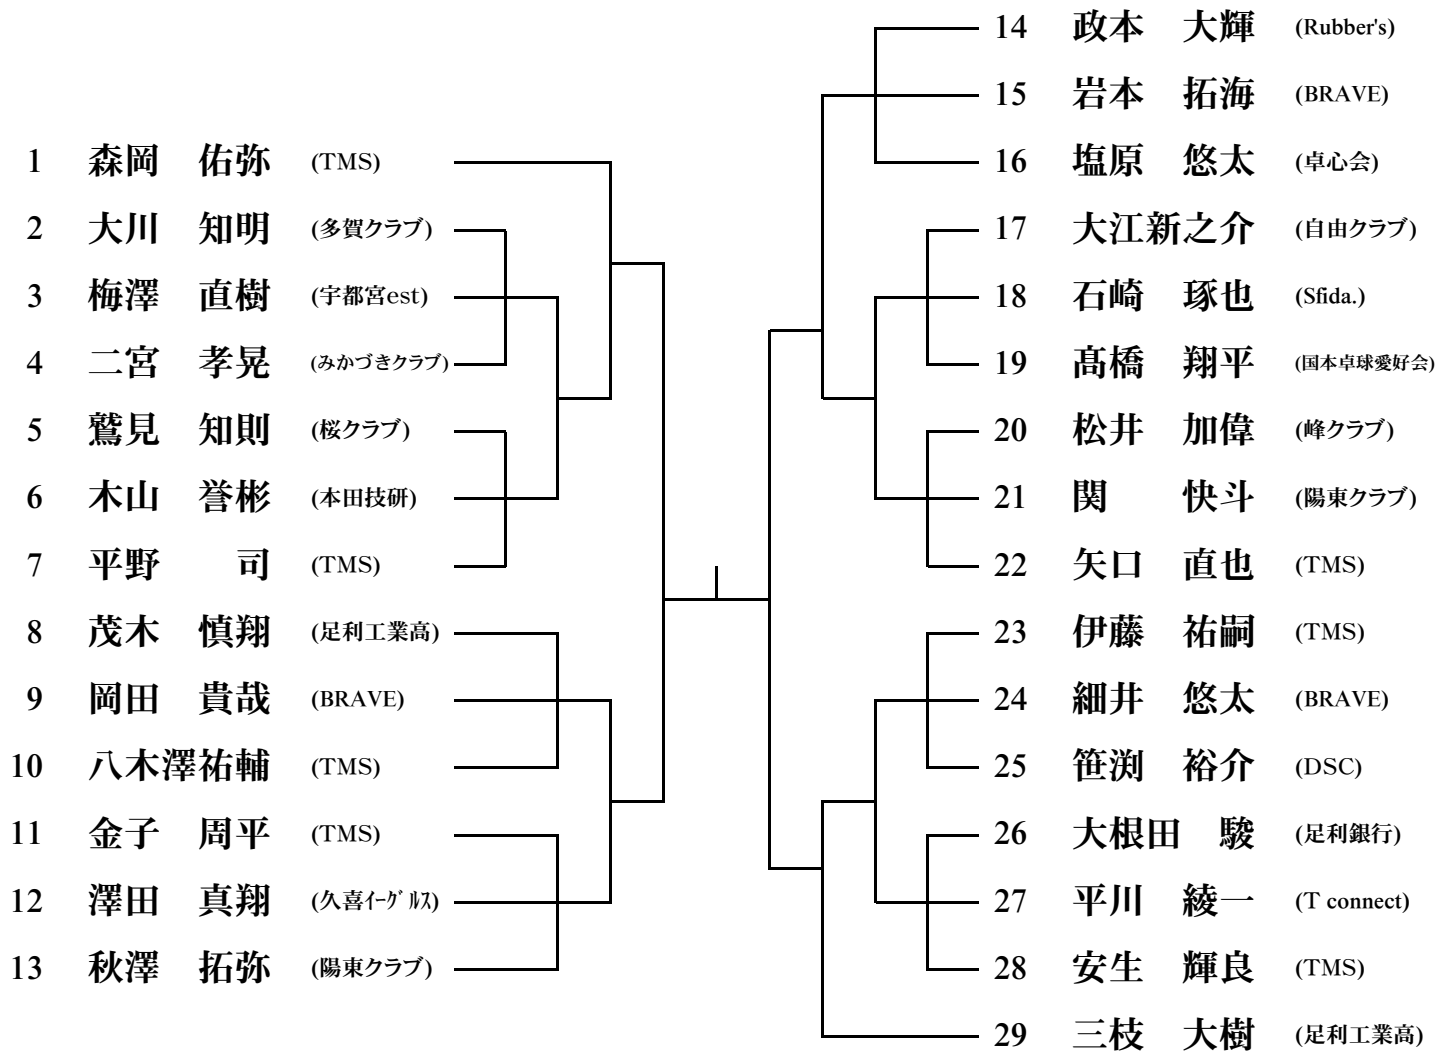 1 森岡 佑弥 (TMS)
2 大川 知明 (多賀クラブ)
3 梅澤 直樹 (宇都宮est)
4 二宮 孝晃 (みかづきクラブ)
5 鷲見 知則 (桜クラブ)
6 木山 誉彬 (本田技研)
7 平野 司 (TMS)
8 茂木 慎翔 (足利工業高)
9 岡田 貴哉 (BRAVE)
10 八木澤祐輔 (TMS)
11 金子 周平 (TMS)
12 澤田 真翔 (久喜ｲｰｸﾞﾙｽ)
13 秋澤 拓弥 (陽東クラブ)
14 政本 大輝 (Rubber's)
15 岩本 拓海 (BRAVE)
16 塩原 悠太 (卓心会)
17 大江新之介 (自由クラブ)
18 石崎 琢也 (Sfida.)
19 髙橋 翔平 (国本卓球愛好会)
20 松井 加偉 (峰クラブ)
21 関 快斗 (陽東クラブ)
22 矢口 直也 (TMS)
23 伊藤 祐嗣 (TMS)
24 細井 悠太 (BRAVE)
25 笹渕 裕介 (DSC)
26 大根田 駿 (足利銀行)
27 平川 綾一 (T connect)
28 安生 輝良 (TMS)
29 三枝 大樹 (足利工業高)